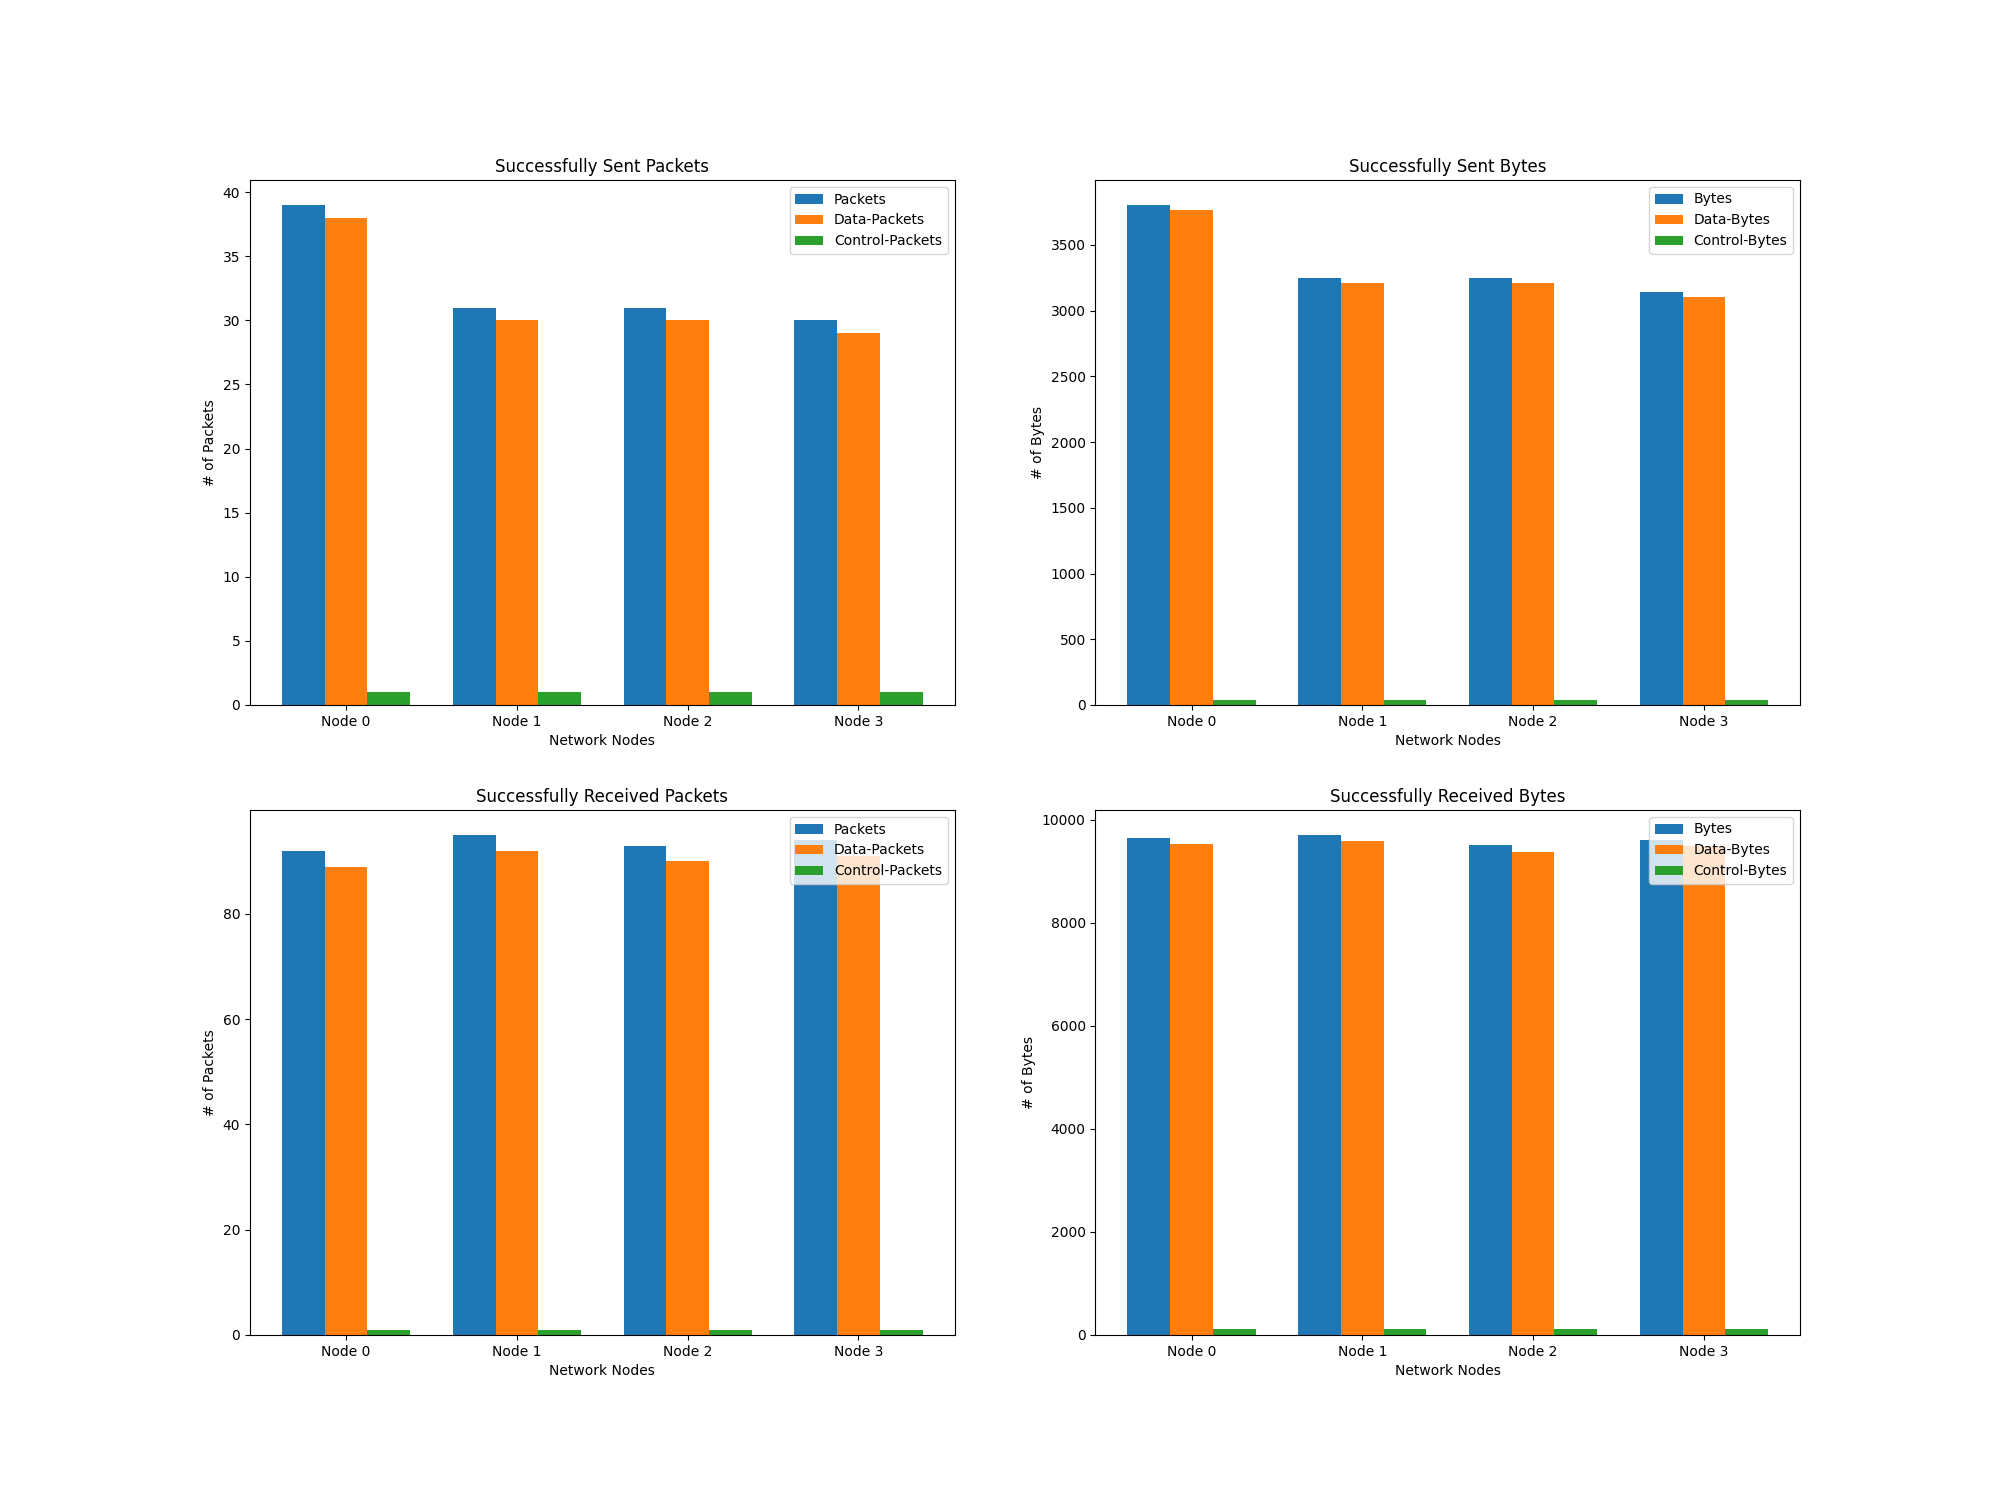 Successfully Sent Packets
40
35
30
25
20
15
10
5
0
# of Packets
Packets
Data-Packets
Control-Packets
Node 0 Node 1 Node 2 Node 3
Network Nodes
Successfully Sent Bytes
3500
3000
2500
2000
1500
1000
500
0
# of Bytes
Bytes
Data-Bytes
Control-Bytes
Node 0 Node 1 Node 2 Node 3
Network Nodes
Successfully Received Packets
80
60
40
20
0
# of Packets
Packets
Data-Packets
Control-Packets
Node 0 Node 1 Node 2 Node 3
Network Nodes
Successfully Received Bytes
10000
8000
6000
4000
2000
0
# of Bytes
Bytes
Data-Bytes
Control-Bytes
Node 0 Node 1 Node 2 Node 3
Network Nodes